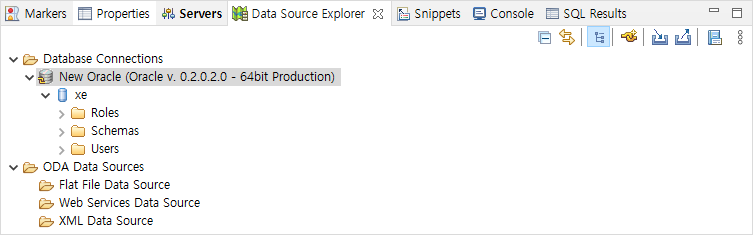 Markers Properties Servers Data Source Explorer Snippets Console SQL Results
Database Connections
New Oracle (Oracle v. 0.2.0.2.0 - 64bit Production)
xe
Roles
Schemas
Users
ODA Data Sources
Flat File Data Source
Web Services Data Source
XML Data Source